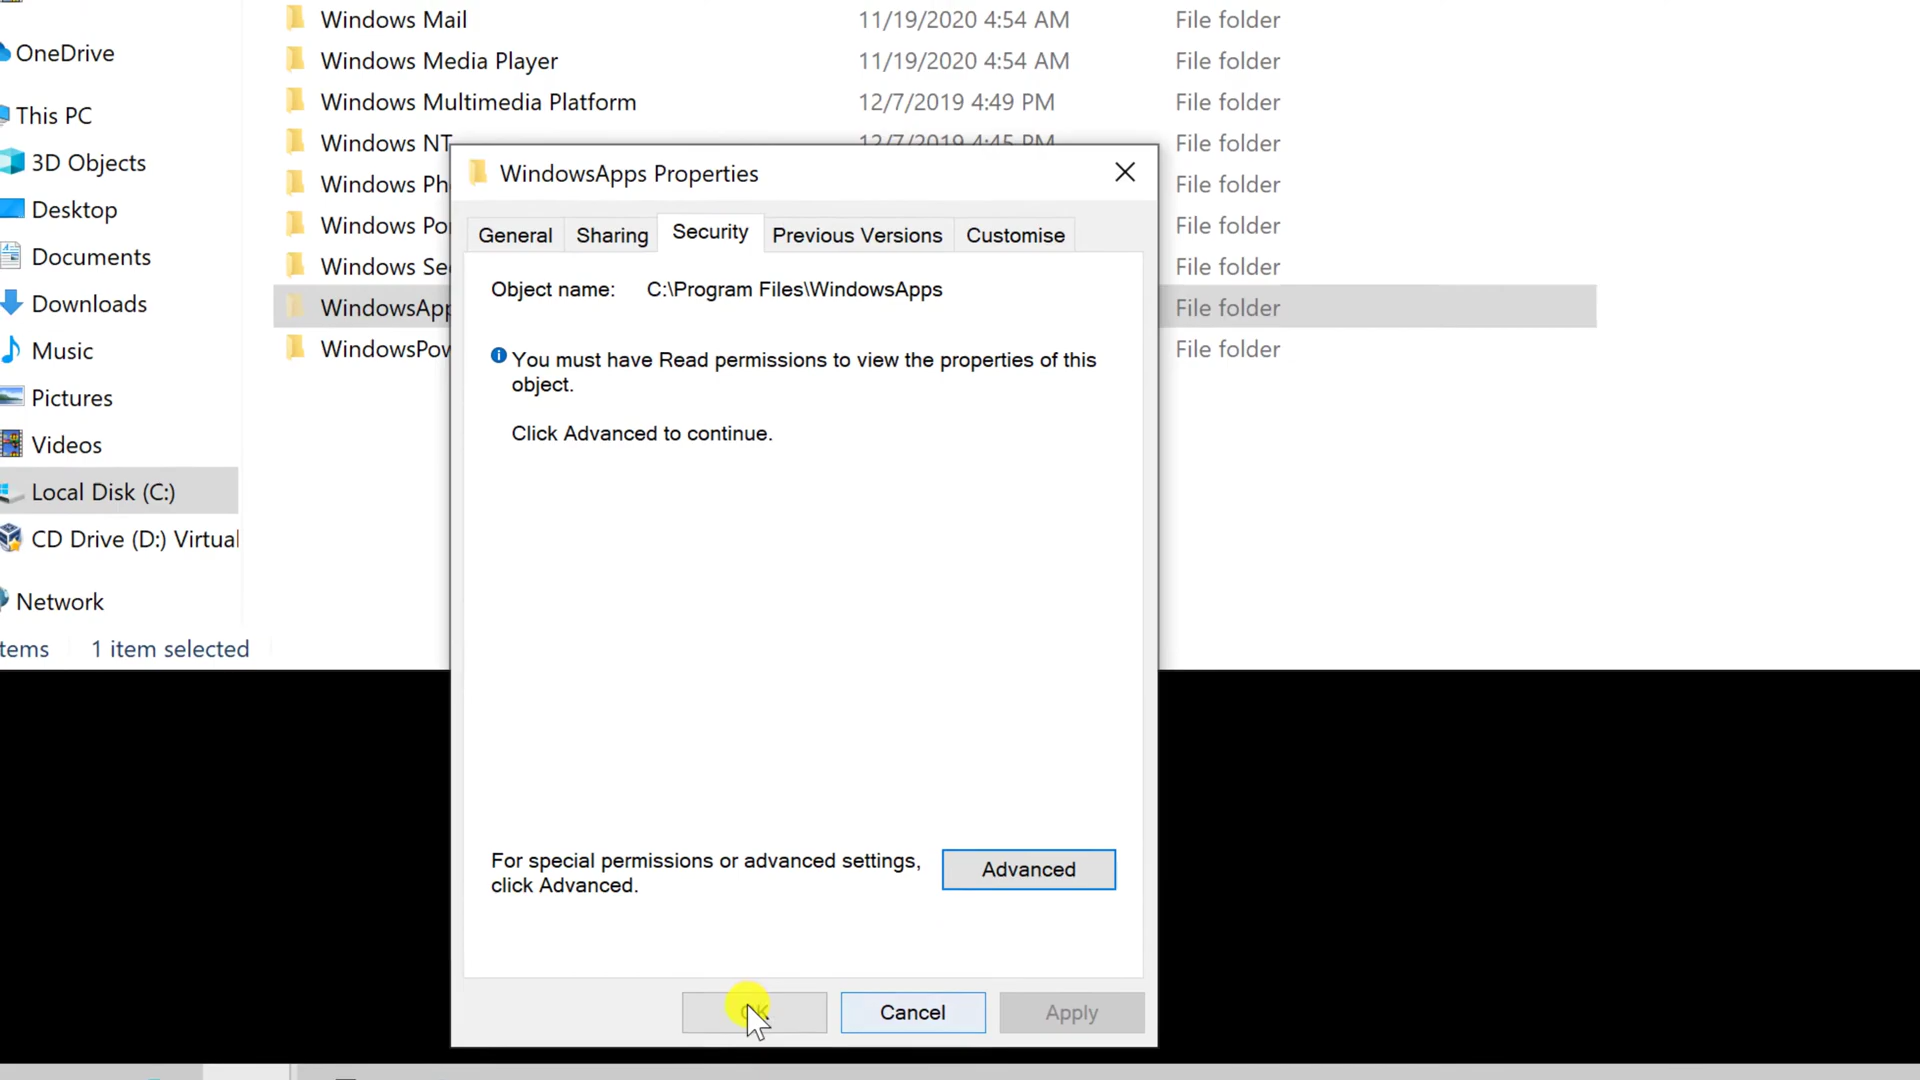 Windows Mail 11/19/2020 4:54 AM File folder
OneDrive
Windows Media Player 11/19/2020 4:54 AM File folder
Windows Multimedia Platform 12/7/2019 4:49 PM File folder
This PC
Windows NT 12/7/2019 4:45 PM File folder
3D Objects
WindowsApps Properties
Windows Ph File folder
Desktop
Windows Po File folder
General Sharing Security Previous Versions Customise
Documents
Windows Se File folder
Object name: C:\Program Files\WindowsApps
Downloads
WindowsApp File folder
Music
WindowsPow File folder
You must have Read permissions to view the properties of this
object.
Pictures
Click Advanced to continue.
Videos
Local Disk (C:)
CD Drive (D:) Virtual
Network
tems 1 item selected
For special permissions or advanced settings,
click Advanced.
Advanced
OK Cancel Apply